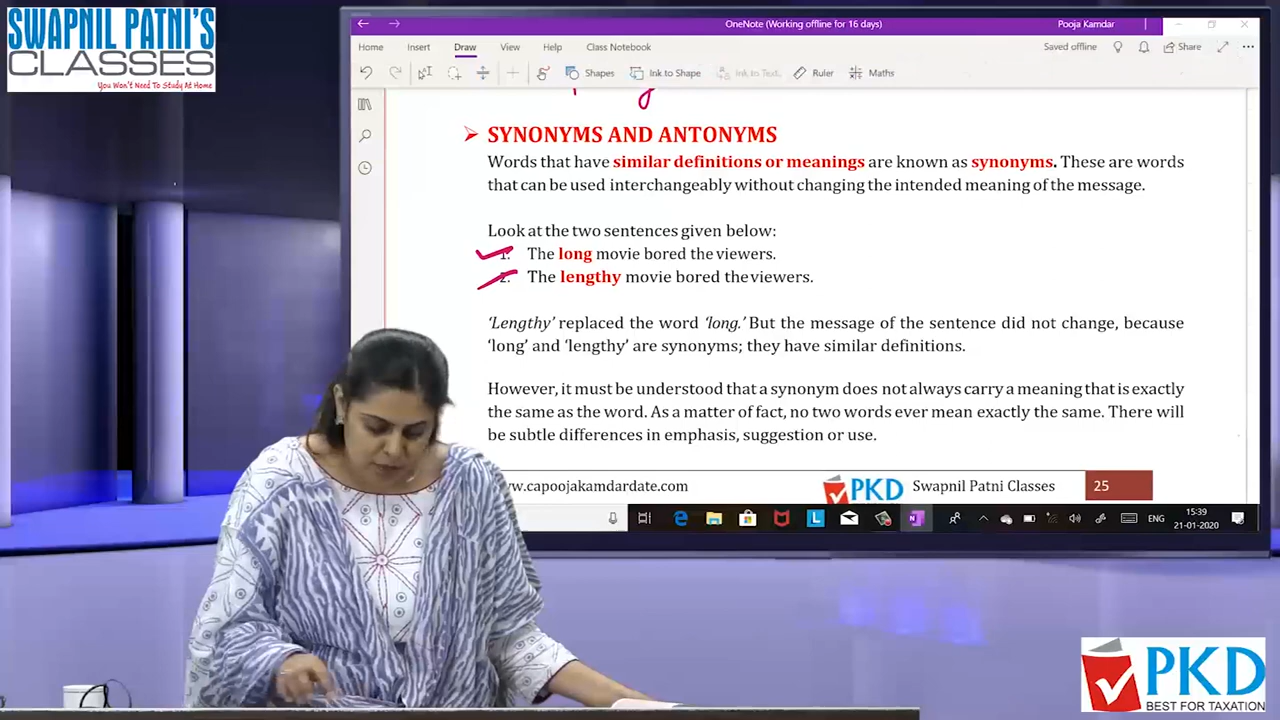 SWAPNIL PATNI'S
CLASSES
You Won't Need To Study At Home
OneNote (Working offline for 16 days)
Pooja Kamdar
Home Insert Draw View Help Class Notebook
Saved offline
Share
Shapes Ink to Shape Ink to Text Ruler Maths
➢ SYNONYMS AND ANTONYMS
Words that have similar definitions or meanings are known as synonyms. These are words
that can be used interchangeably without changing the intended meaning of the message.
Look at the two sentences given below:
1. The long movie bored the viewers.
2. The lengthy movie bored the viewers.
‘Lengthy’ replaced the word ‘long.’ But the message of the sentence did not change, because
‘long’ and ‘lengthy’ are synonyms; they have similar definitions.
However, it must be understood that a synonym does not always carry a meaning that is exactly
the same as the word. As a matter of fact, no two words ever mean exactly the same. There will
be subtle differences in emphasis, suggestion or use.
w.capoojakamdardate.com
PKD
Swapnil Patni Classes
25
ENG
15:39
21-01-2020
PKD
BEST FOR TAXATION